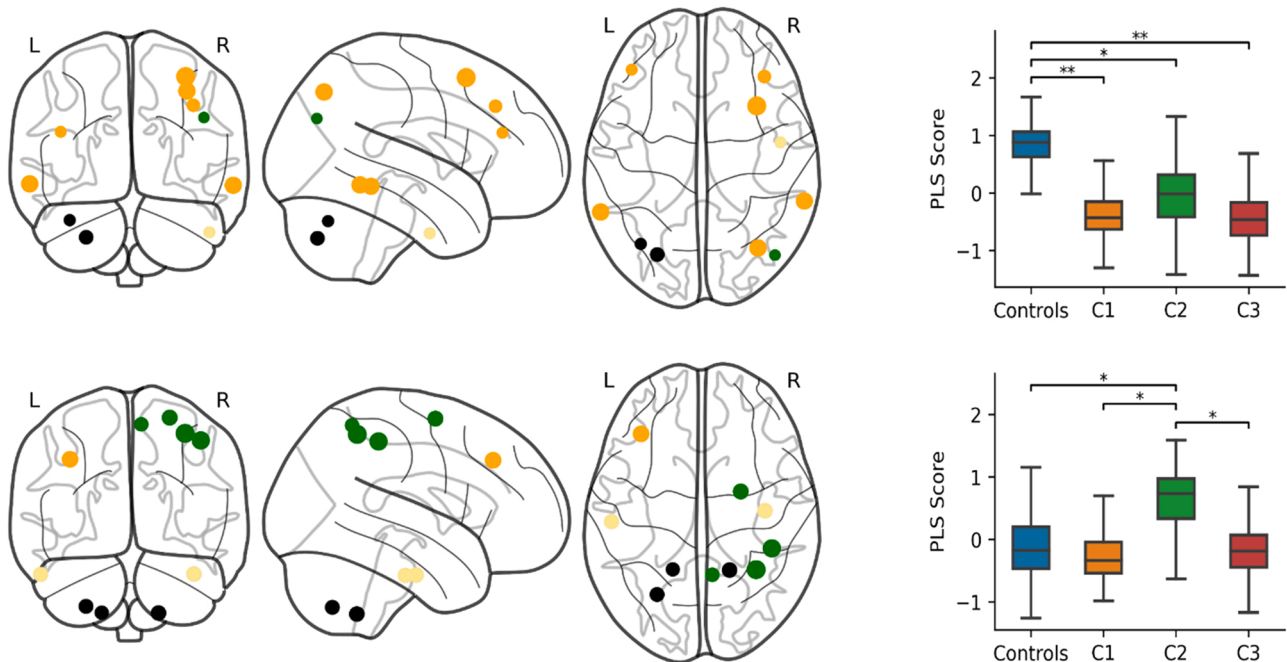 L R
L R
**
*
**
2
1
0
−1
PLS Score
Controls C1 C2 C3
L R
L R
*
*
*
2
1
0
−1
PLS Score
Controls C1 C2 C3